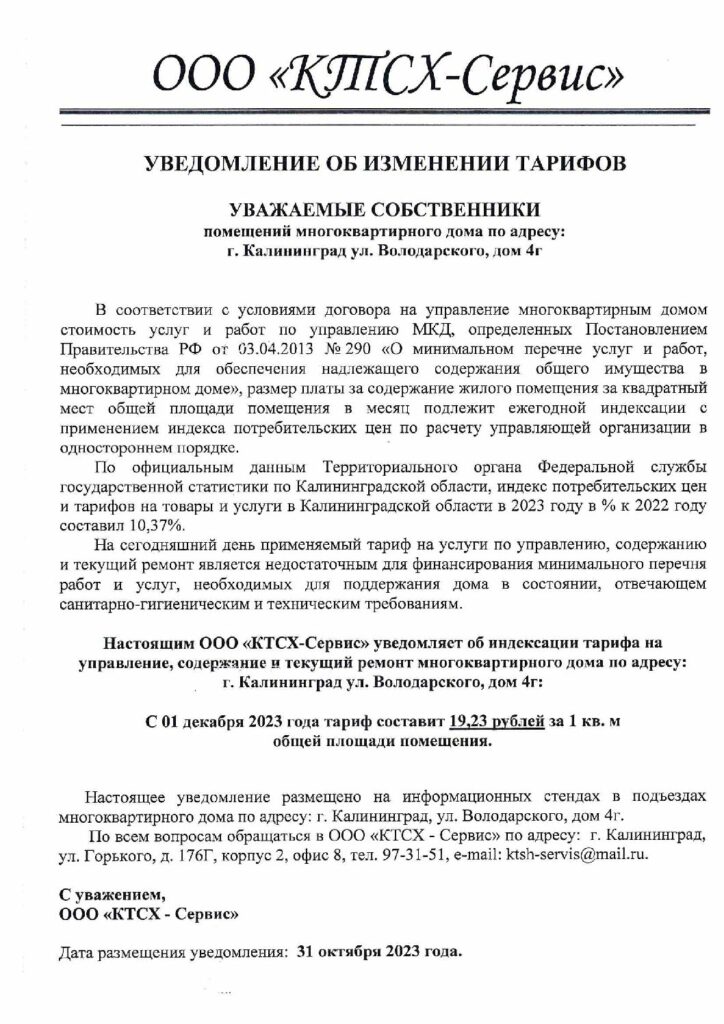 ООО «КТСХ-Сервис»
УВЕДОМЛЕНИЕ ОБ ИЗМЕНЕНИИ ТАРИФОВ
УВАЖАЕМЫЕ СОБСТВЕННИКИ
помещений многоквартирного дома по адресу:
г. Калининград ул. Володарского, дом 4г
В соответствии с условиями договора на управление многоквартирным домом
стоимость услуг и работ по управлению МКД, определенных Постановлением
Правительства РФ от 03.04.2013 № 290 «О минимальном перечне услуг и работ,
необходимых для обеспечения надлежащего содержания общего имущества в
многоквартирном доме», размер платы за содержание жилого помещения за квадратный
мест общей площади помещения в месяц подлежит ежегодной индексации с
применением индекса потребительских цен по расчету управляющей организации в
одностороннем порядке.
По официальным данным Территориального органа Федеральной службы
государственной статистики по Калининградской области, индекс потребительских цен
и тарифов на товары и услуги в Калининградской области в 2023 году в % к 2022 году
составил 10,37%.
На сегодняшний день применяемый тариф на услуги по управлению, содержанию
и текущий ремонт является недостаточным для финансирования минимального перечня
работ и услуг, необходимых для поддержания дома в состоянии, отвечающем
санитарно-гигиеническим и техническим требованиям.
Настоящим ООО «КТСХ-Сервис» уведомляет об индексации тарифа на
управление, содержание и текущий ремонт многоквартирного дома по адресу:
г. Калининград ул. Володарского, дом 4г:
С 01 декабря 2023 года тариф составит 19,23 рублей за 1 кв. м
общей площади помещения.
Настоящее уведомление размещено на информационных стендах в подъездах
многоквартирного дома по адресу: г. Калининград, ул. Володарского, дом 4г.
По всем вопросам обращаться в ООО «КТСХ - Сервис» по адресу: г. Калининград,
ул. Горького, д. 176Г, корпус 2, офис 8, тел. 97-31-51, e-mail: ktsh-servis@mail.ru.
С уважением,
ООО «КТСХ - Сервис»
Дата размещения уведомления: 31 октября 2023 года.